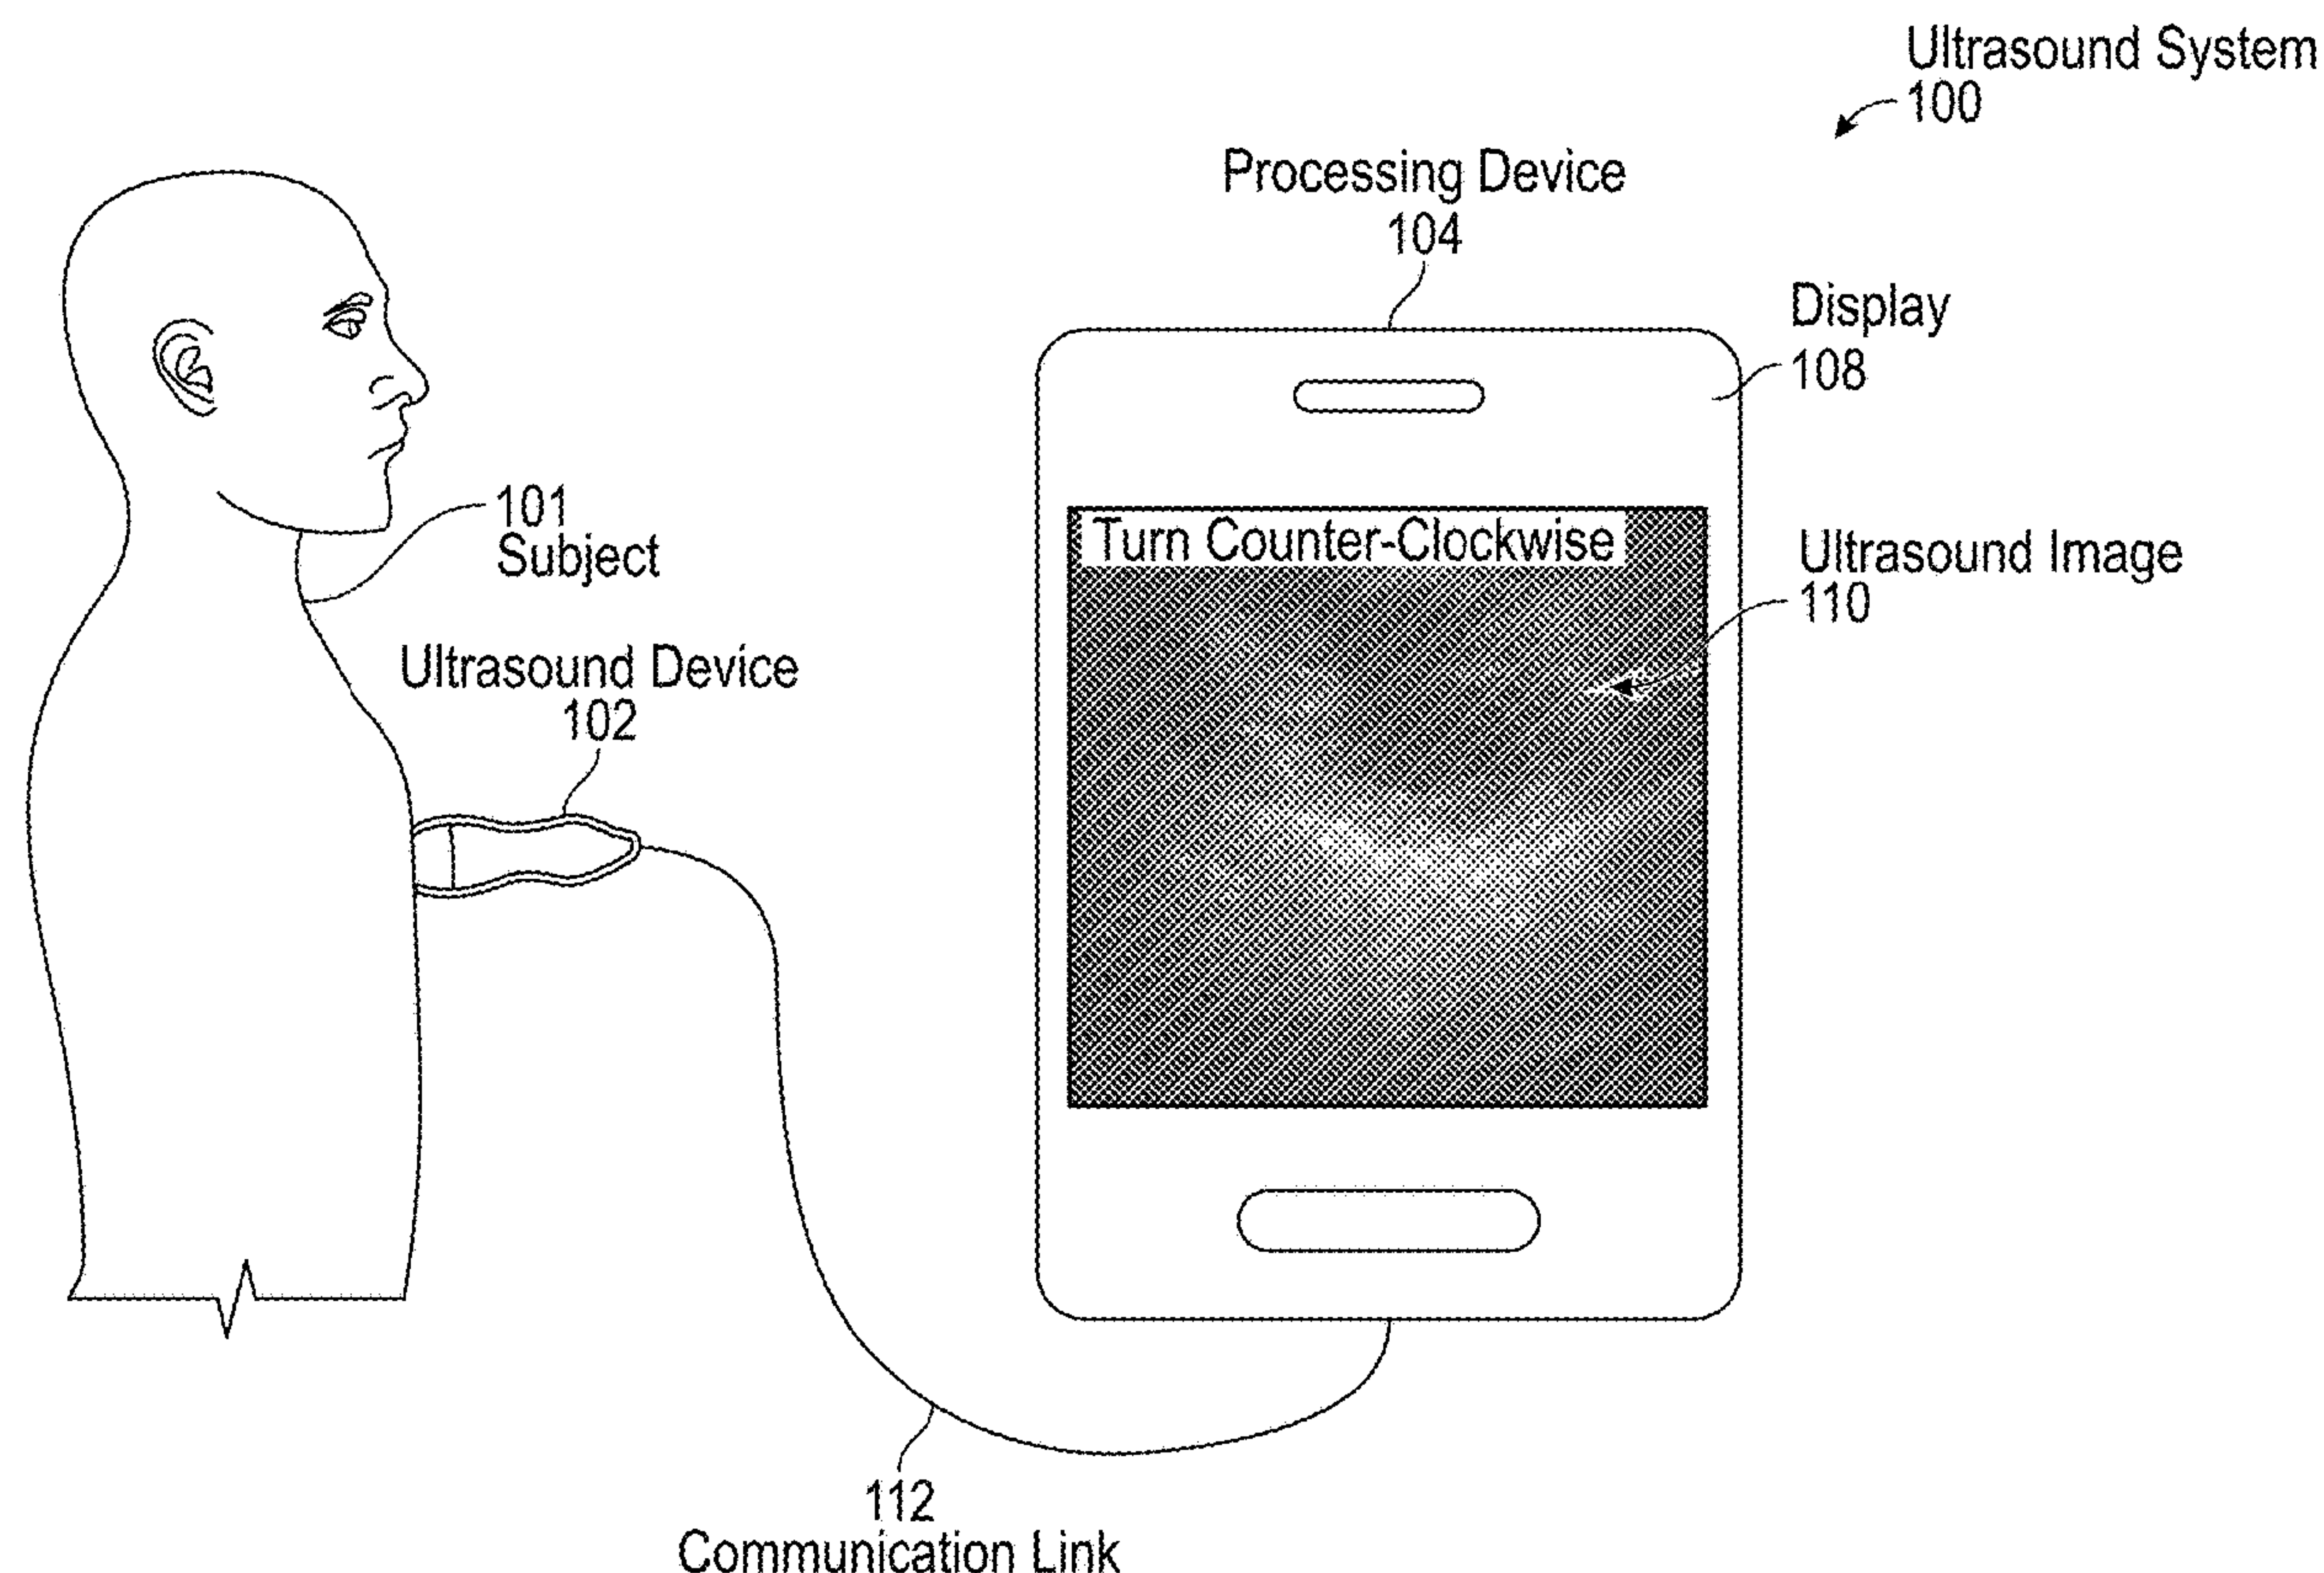 Ultrasound System
100
Processing Device
104
Display
108
101
Subject
Turn Counter-Clockwise
Ultrasound Image
110
Ultrasound Device
102
112
Communication Link